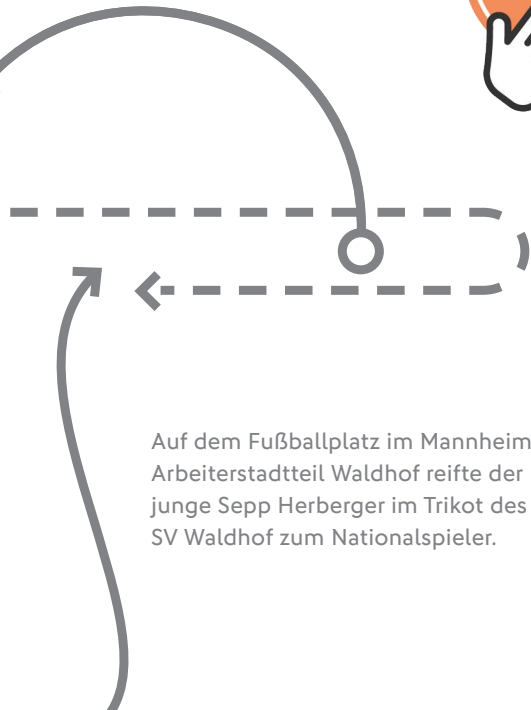 Auf dem Fußballplatz im Mannheim
Arbeiterstadtteil Waldhof reifte der
junge Sepp Herberger im Trikot des
SV Waldhof zum Nationalspieler.